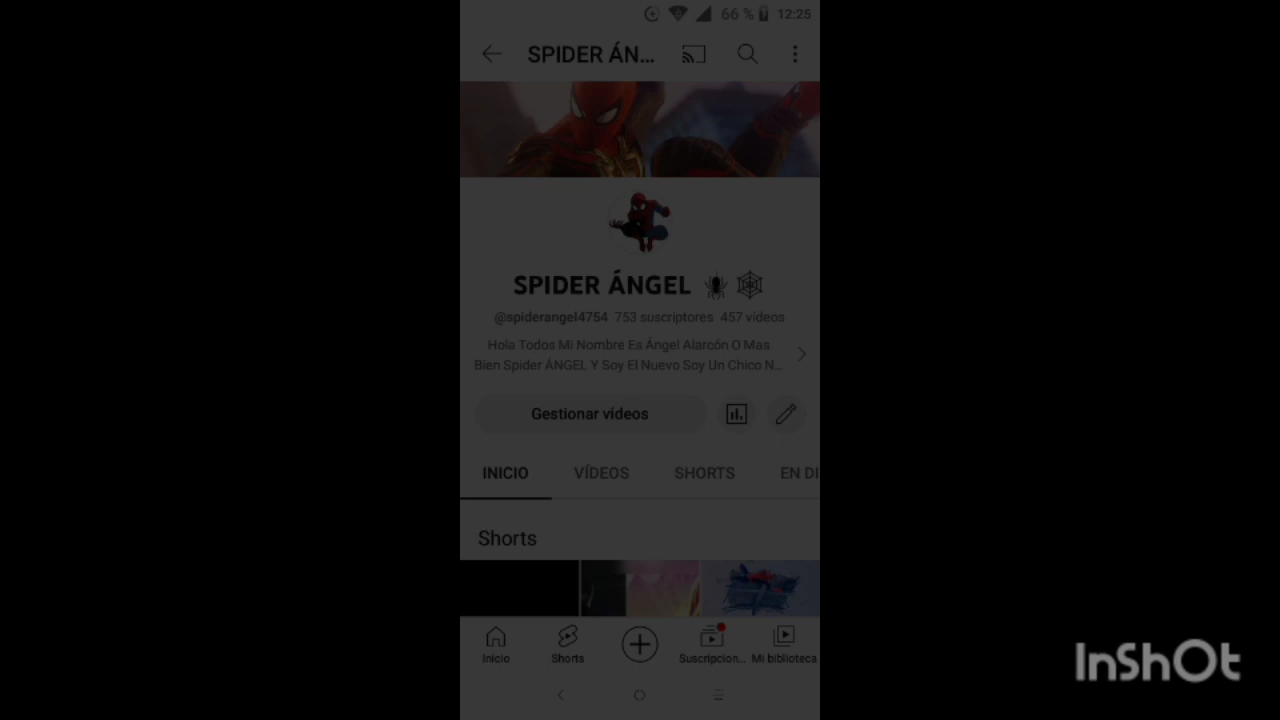 66 % 12:25
SPIDER ÁN...
SPIDER ÁNGEL
@spiderangel4754 753 suscriptores 457 vídeos
Hola Todos Mi Nombre Es Ángel Alarcón O Mas
Bien Spider ÁNGEL Y Soy El Nuevo Soy Un Chico N...
Gestionar vídeos
INICIO VÍDEOS SHORTS EN DI
Shorts
Inicio Shorts Suscripcion... Mi biblioteca
InShOt